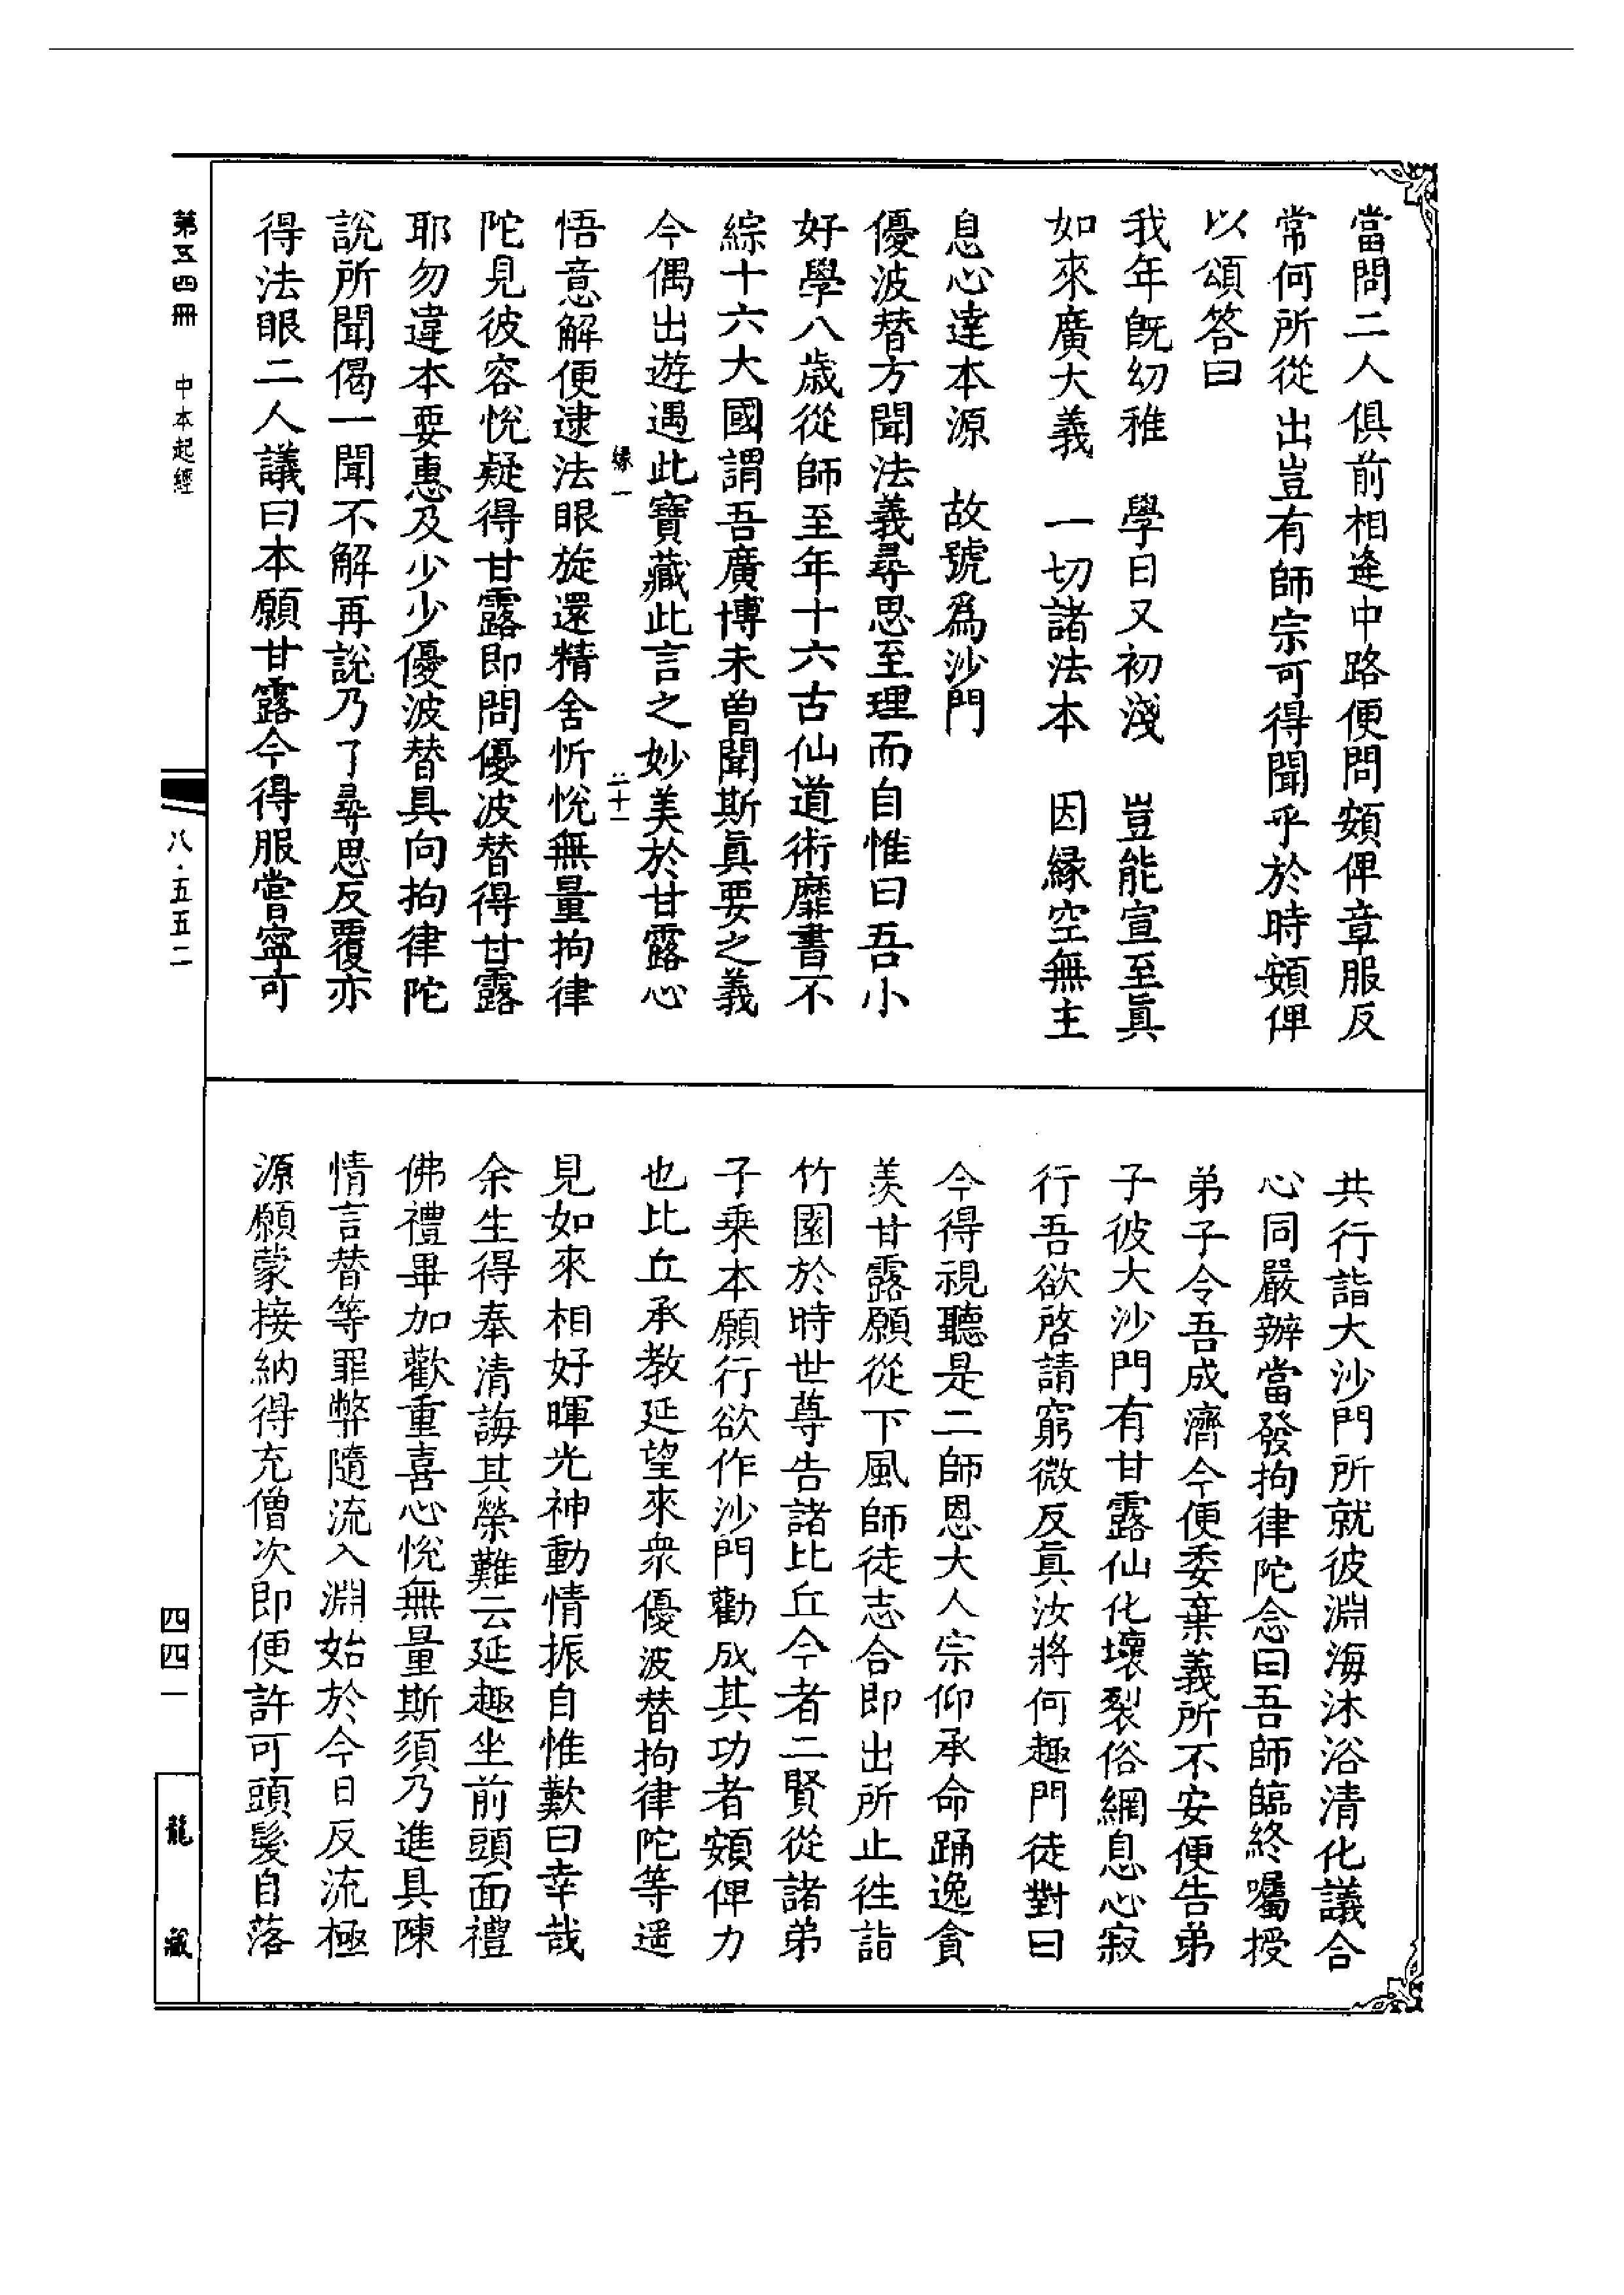 當問二人俱前相逢中路便問頞俾章服反
常何所從出豈有師宗可得聞乎於時頞俾
以頌答曰
我年旣幼稚　學日又初淺　豈能宣至眞
如來廣大義　一切諸法本　因緣空無主
息心達本源　故號爲沙門
優波替方聞法義尋思至理而自惟曰吾小
好學八歲從師至年十六古仙道術靡書不
綜十六大國謂吾廣博未曾聞斯眞要之義
今偶出遊遇此寶藏此言之妙美於甘露心
緣一　二十一
悟意解便逮法眼旋還精舍忻悅無量拘律
陀見彼容悅疑得甘露即問優波替得甘露
耶勿違本要惠及少少優波替具向拘律陀
說所聞偈一聞不解再說乃了尋思反覆亦
得法眼二人議曰本願甘露今得服嘗寧可
共行詣大沙門所就彼淵海沐浴清化議合
心同嚴辦當發拘律陀念曰吾師臨終囑授
弟子令吾成濟今便委棄義所不安便告弟
子彼大沙門有甘露仙化壞裂俗網息心寂
行吾欲啓請窮微反眞汝將何趣門徒對曰
今得視聽是二師恩大人宗仰承命踊逸貪
羨甘露願從下風師徒志合即出所止徃詣
竹園於時世尊告諸比丘今者二賢從諸弟
子乘本願行欲作沙門勸成其功者頞俾力
也比丘承教延望來衆優波替拘律陀等遥
見如來相好暉光神動情振自惟歎曰幸哉
余生得奉清誨其榮難云延趣坐前頭面禮
佛禮畢加歡重喜心悅無量斯須乃進具陳
情言替等罪弊隨流入淵始於今日反流極
源願蒙接納得充僧次即便許可頭髮自落
第五四冊　中本起經
八·五五二
四四一
龍藏